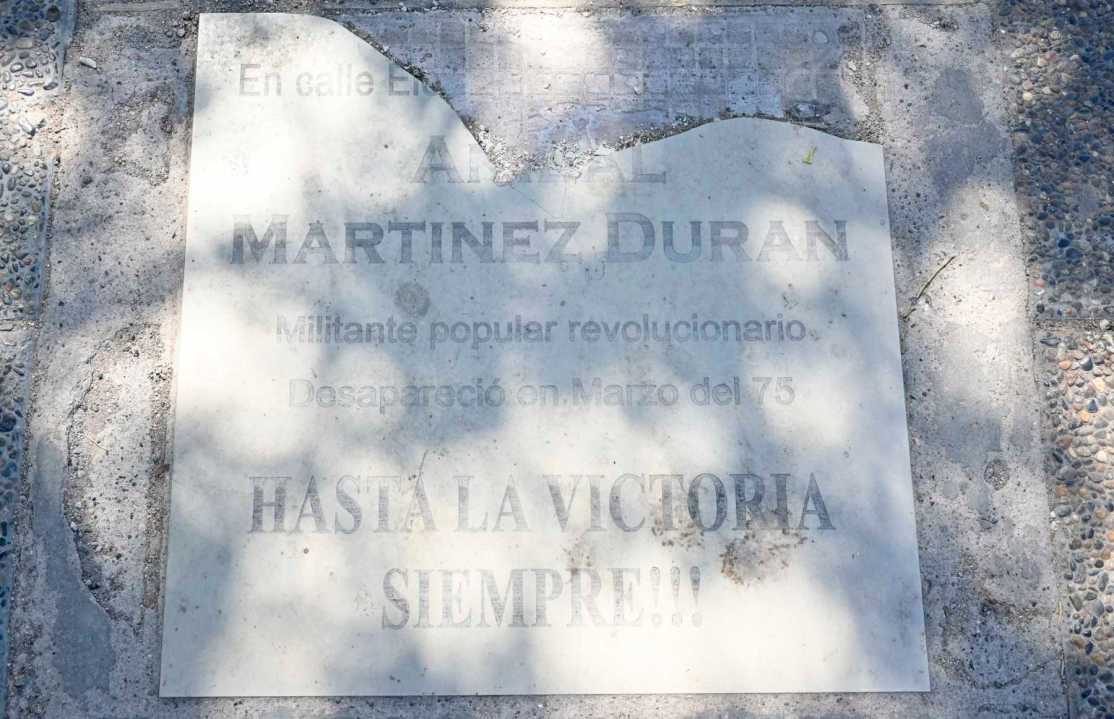 En calle
MARTINEZ DURAN
Militante popular revolucionario
Desapareció en Marzo del 75
HASTA LA VICTORIA
SIEMPRE!!!